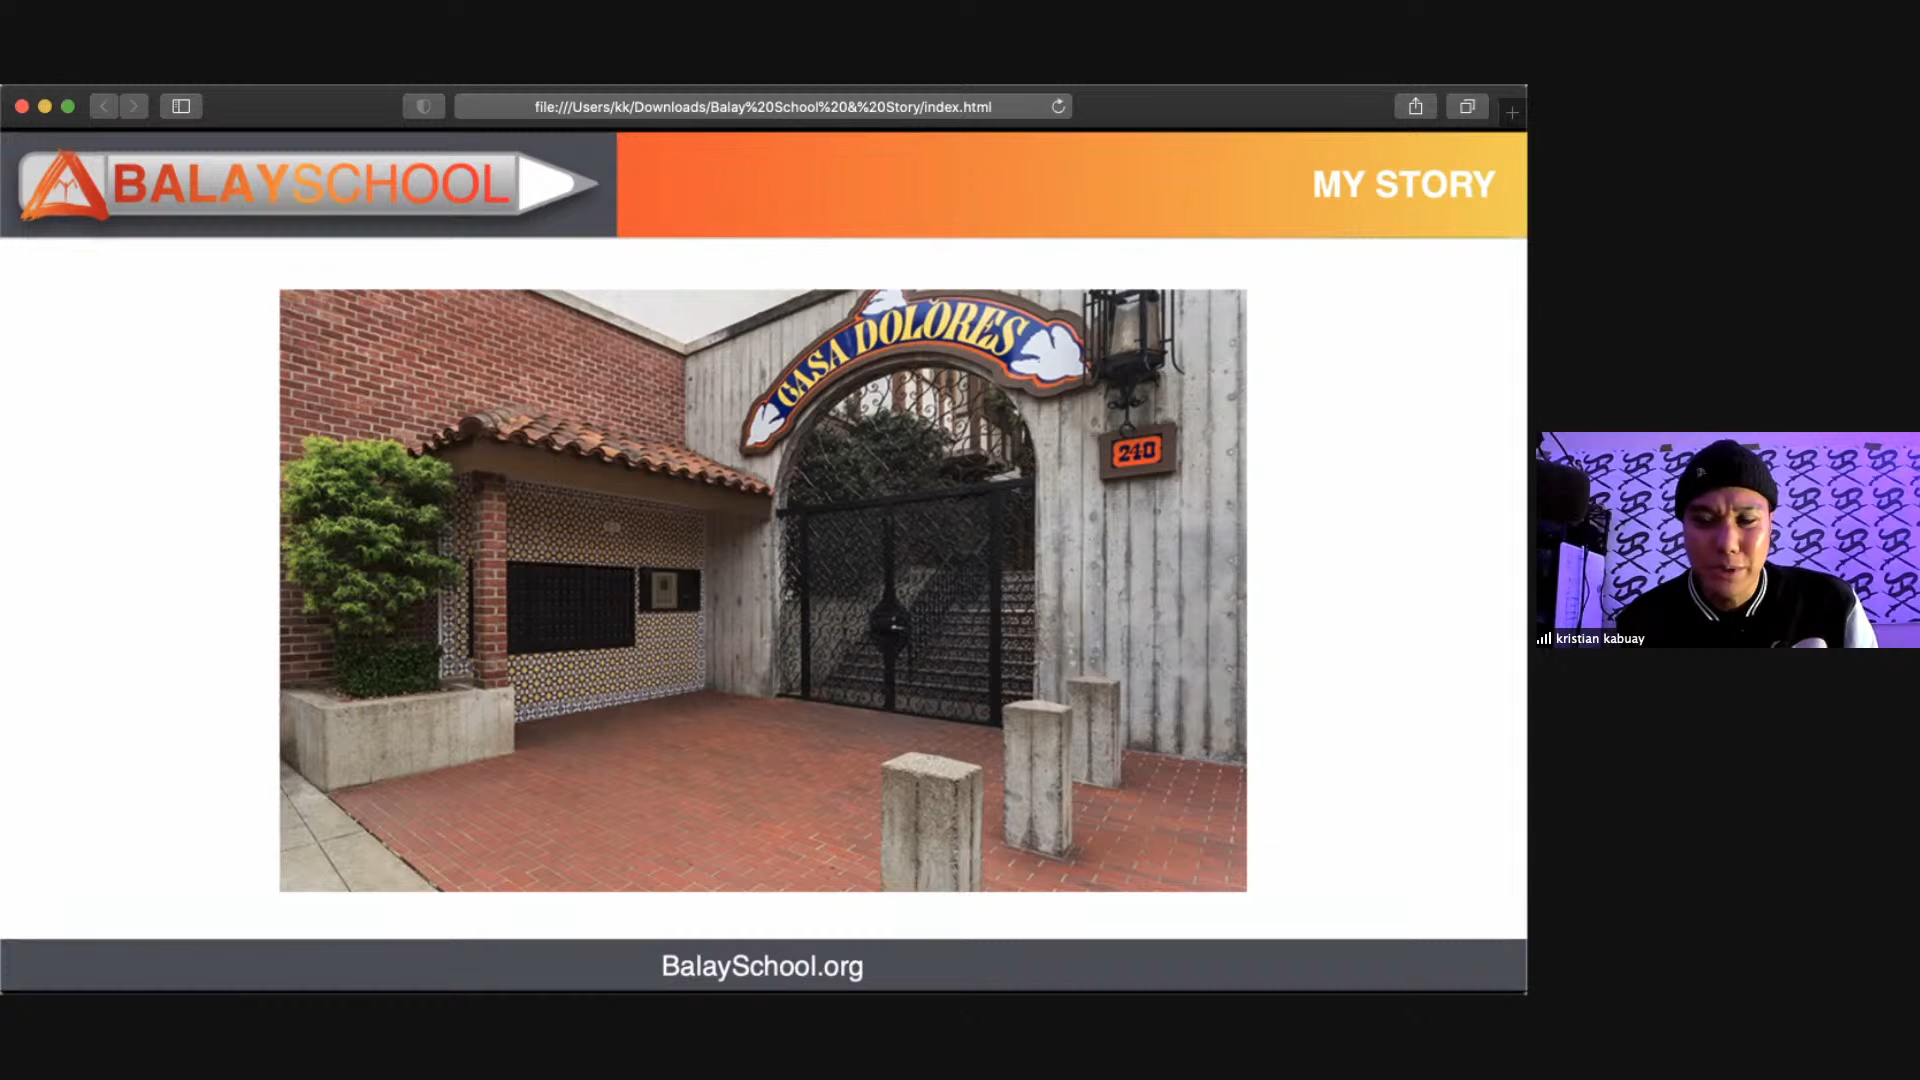 file:///Users/kk/Downloads/Balay%20School%20&%20Story/index.html
BALAYSCHOOL
MY STORY
CASA DOLORES
240
kristian kabuay
BalaySchool.org